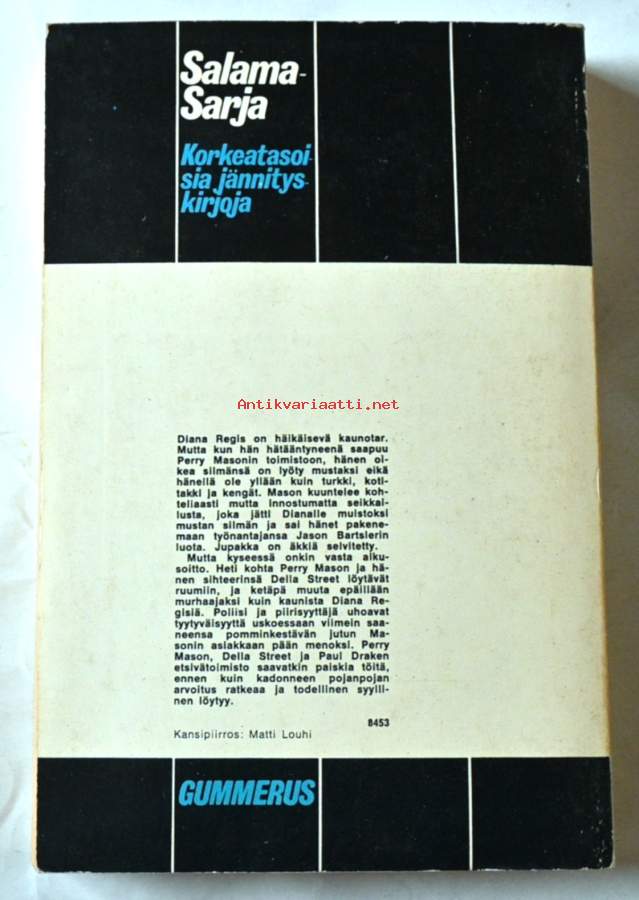 Salama-
Sarja
Korkeatasoi-
sia jännitys-
kirjoja
Antikvariaatti.net
Diana Regis on häikäisevä kaunotar.
Mutta kun hän hätääntyneenä saapuu
Perry Masonin toimistoon, hänen oi-
kea silmänsä on lyöty mustaksi eikä
hänellä ole yllään kuin turkki, koti-
takki ja kengät. Mason kuuntelee koh-
teliaasti mutta innostumatta seikkai-
lusta, joka jätti Dianalle muistoksi
mustan silmän ja sai hänet pakene-
maan työnantajansa Jason Bartslerin
luota. Jupakka on äkkiä selvitetty.
Mutta kyseessä onkin vasta alku-
soitto. Heti kohta Perry Mason ja hä-
nen sihteerinsä Della Street löytävät
ruumiin, ja ketäpä muuta epäillään
murhaajaksi kuin kaunista Diana Re-
gisiä. Poliisi ja piirisyyttäjä uhoavat
tyytyväisyyttä uskoessaan viimein saa-
neensa pomminkestävän jutun Ma-
sonin asiakkaan pään menoksi. Perry
Mason, Della Street ja Paul Draken
etsivätoimisto saavatkin paiskia töitä,
ennen kuin kadonneen pojanpojan
arvoitus ratkeaa ja todellinen syylli-
nen löytyy.
8453
Kansipiirros: Matti Louhi
GUMMERUS